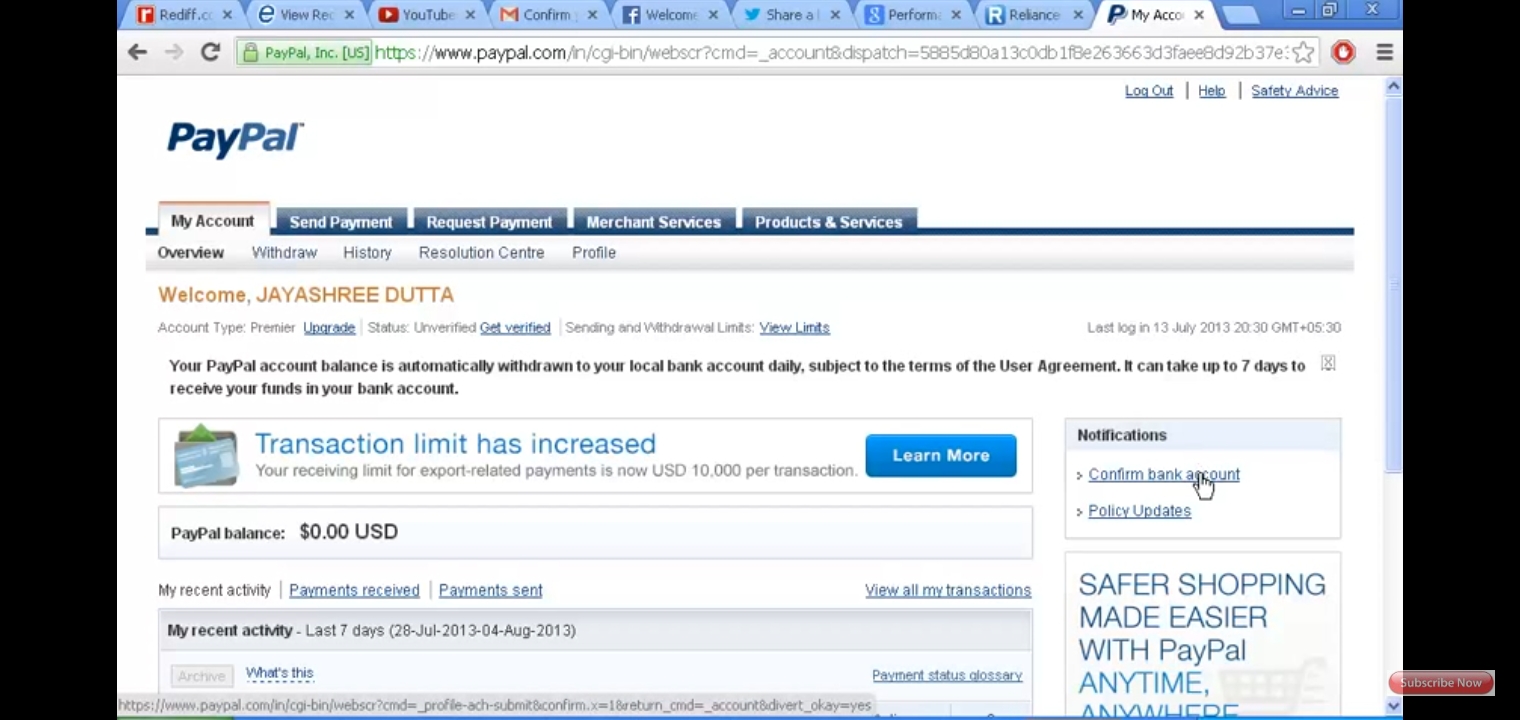 Rediff.c
View Rec
YouTube
Confirm
Welcome
Share a
Performa
Reliance
My Acco
PayPal, Inc. [US] https://www.paypal.com/in/cgi-bin/webscr?cmd=_account&dispatch=5885d80a13c0db1f8e263663d3faee8d92b37e3
Log Out | Help | Safety Advice
PayPal™
My Account
Send Payment
Request Payment
Merchant Services
Products & Services
Overview
Withdraw
History
Resolution Centre
Profile
Welcome, JAYASHREE DUTTA
Account Type: Premier Upgrade | Status: Unverified Get verified | Sending and Withdrawal Limits: View Limits
Last log in 13 July 2013 20:30 GMT+05:30
Your PayPal account balance is automatically withdrawn to your local bank account daily, subject to the terms of the User Agreement. It can take up to 7 days to
receive your funds in your bank account.
Transaction limit has increased
Your receiving limit for export-related payments is now USD 10,000 per transaction.
Learn More
Notifications
Confirm bank account
Policy Updates
PayPal balance: $0.00 USD
My recent activity | Payments received | Payments sent
View all my transactions
My recent activity - Last 7 days (28-Jul-2013-04-Aug-2013)
Archive What's this
Payment status glossary
SAFER SHOPPING
MADE EASIER
WITH PayPal
ANYTIME,
ANYWHERE
Subscribe Now
https://www.paypal.com/in/cgi-bin/webscr?cmd=_profile-ach-submit&confirm.x=1&return_cmd=_account&divert_okay=yes